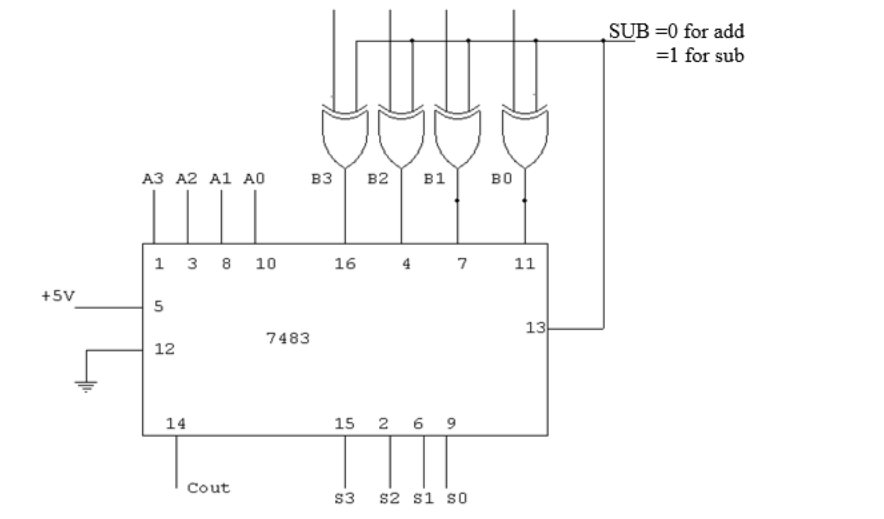 SUB =0 for add
=1 for sub
A3 A2 A1 A0 B3 B2 B1 B0
1 3 8 10 16 4 7 11
+5V 5
13
7483
12
14 15 2 6 9
Cout
S3 S2 S1 S0